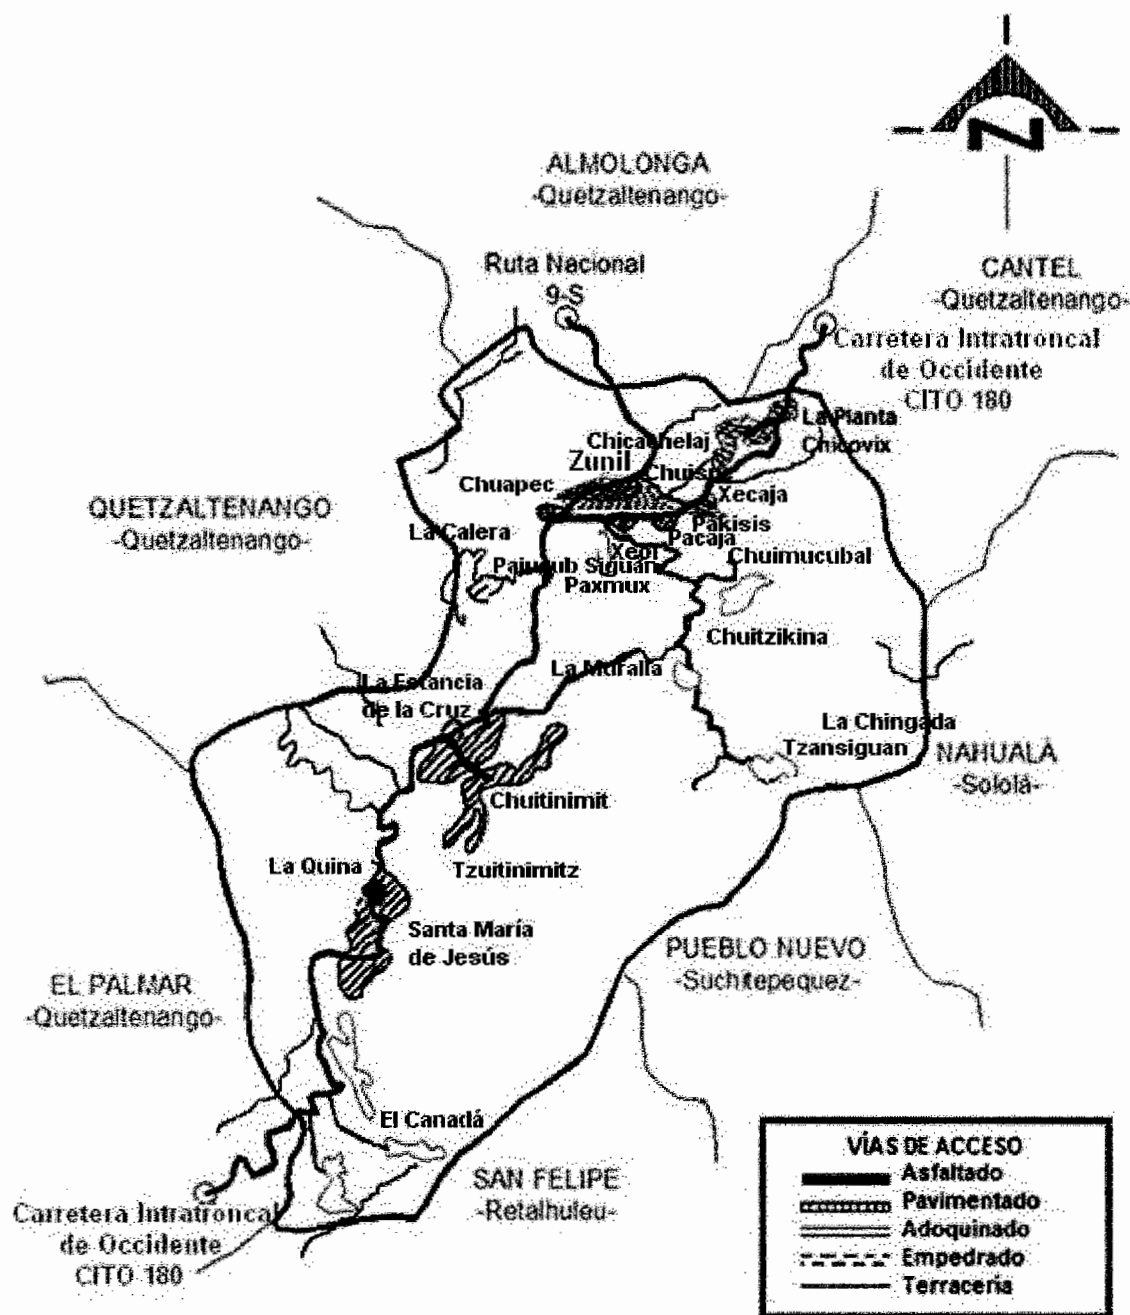 N
ALMOLONGA
-Quetzaltenango-
Ruta Nacional
9-S
CANTEL
-Quetzaltenango-
Carretera Intratroncal
de Occidente
CITO 180
La Planta
Chicovix
Chicachelaj
Zunil
Chuapec
Xecaja
Pakisis
Pacaja
QUETZALTENANGO
-Quetzaltenango-
La Calera
Chuimucubal
Siguan
Paxmux
Chuitzikina
La Muralla
La Estancia
de la Cruz
La Chingada
Tzansiguan
NAHUALÁ
-Sololá-
Chuitinimit
La Quina
Tzuitinimitz
Santa María
de Jesús
PUEBLO NUEVO
-Suchitepequez-
EL PALMAR
-Quetzaltenango-
El Canadá
SAN FELIPE
-Retalhuleu-
Carretera Intratroncal
de Occidente
CITO 180
VÍAS DE ACCESO
Asfaltado
Pavimentado
Adoquinado
Empedrado
Terracería